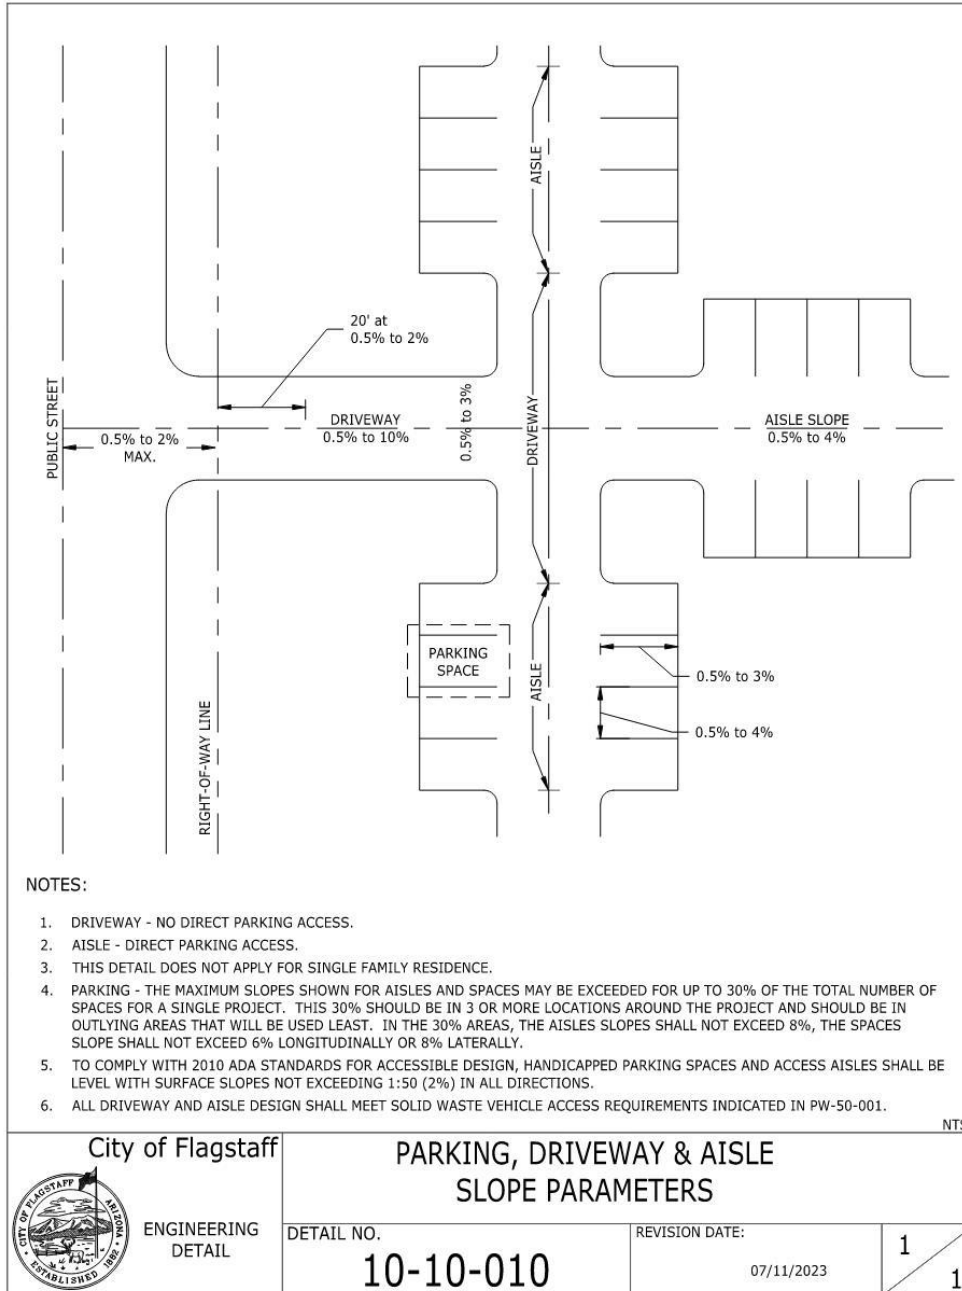 AISLE
20' at
0.5% to 2%
PUBLIC STREET
0.5% to 2%
MAX.
DRIVEWAY
0.5% to 10%
0.5% to 3%
DRIVEWAY
AISLE SLOPE
0.5% to 4%
PARKING
SPACE
AISLE
0.5% to 3%
0.5% to 4%
RIGHT-OF-WAY LINE
NOTES:
1. DRIVEWAY - NO DIRECT PARKING ACCESS.
2. AISLE - DIRECT PARKING ACCESS.
3. THIS DETAIL DOES NOT APPLY FOR SINGLE FAMILY RESIDENCE.
4. PARKING - THE MAXIMUM SLOPES SHOWN FOR AISLES AND SPACES MAY BE EXCEEDED FOR UP TO 30% OF THE TOTAL NUMBER OF
SPACES FOR A SINGLE PROJECT. THIS 30% SHOULD BE IN 3 OR MORE LOCATIONS AROUND THE PROJECT AND SHOULD BE IN
OUTLYING AREAS THAT WILL BE USED LEAST. IN THE 30% AREAS, THE AISLES SLOPES SHALL NOT EXCEED 8%, THE SPACES
SLOPE SHALL NOT EXCEED 6% LONGITUDINALLY OR 8% LATERALLY.
5. TO COMPLY WITH 2010 ADA STANDARDS FOR ACCESSIBLE DESIGN, HANDICAPPED PARKING SPACES AND ACCESS AISLES SHALL BE
LEVEL WITH SURFACE SLOPES NOT EXCEEDING 1:50 (2%) IN ALL DIRECTIONS.
6. ALL DRIVEWAY AND AISLE DESIGN SHALL MEET SOLID WASTE VEHICLE ACCESS REQUIREMENTS INDICATED IN PW-50-001.
NTS
City of Flagstaff
CITY OF FLAGSTAFF ARIZONA
ESTABLISHED 1882
ENGINEERING
DETAIL
PARKING, DRIVEWAY & AISLE
SLOPE PARAMETERS
DETAIL NO.
10-10-010
REVISION DATE:
07/11/2023
1
1